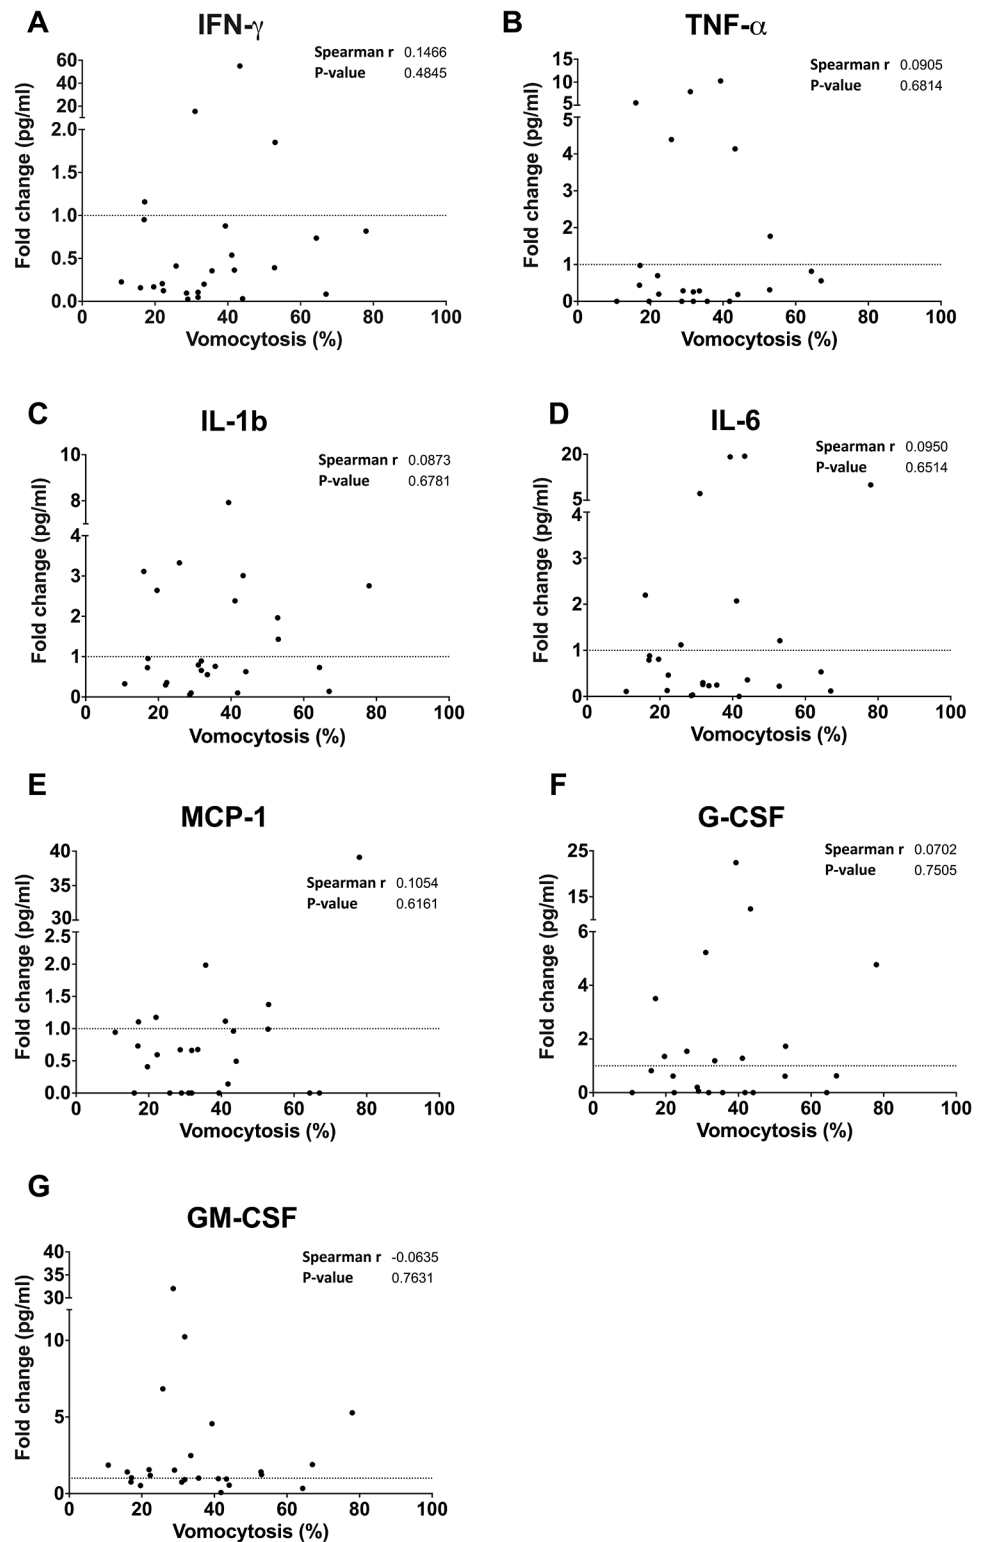 A
IFN-γ
Spearman r 0.1466
P-value 0.4845
Fold change (pg/ml)
60
40
20
2.0
1.5
1.0
0.5
0.0
0 20 40 60 80 100
Vomocytosis (%)
B
TNF-α
Spearman r 0.0905
P-value 0.6814
Fold change (pg/ml)
15
10
5
5
4
3
2
1
0
0 20 40 60 80 100
Vomocytosis (%)
C
IL-1b
Spearman r 0.0873
P-value 0.6781
Fold change (pg/ml)
10
8
4
3
2
1
0
0 20 40 60 80 100
Vomocytosis (%)
D
IL-6
Spearman r 0.0950
P-value 0.6514
Fold change (pg/ml)
20
5
4
3
2
1
0
0 20 40 60 80 100
Vomocytosis (%)
E
MCP-1
Spearman r 0.1054
P-value 0.6161
Fold change (pg/ml)
40
35
30
2.5
2.0
1.5
1.0
0.5
0.0
0 20 40 60 80 100
Vomocytosis (%)
F
G-CSF
Spearman r 0.0702
P-value 0.7505
Fold change (pg/ml)
25
15
6
4
2
0
0 20 40 60 80 100
Vomocytosis (%)
G
GM-CSF
Spearman r -0.0635
P-value 0.7631
Fold change (pg/ml)
40
35
30
10
5
0
0 20 40 60 80 100
Vomocytosis (%)